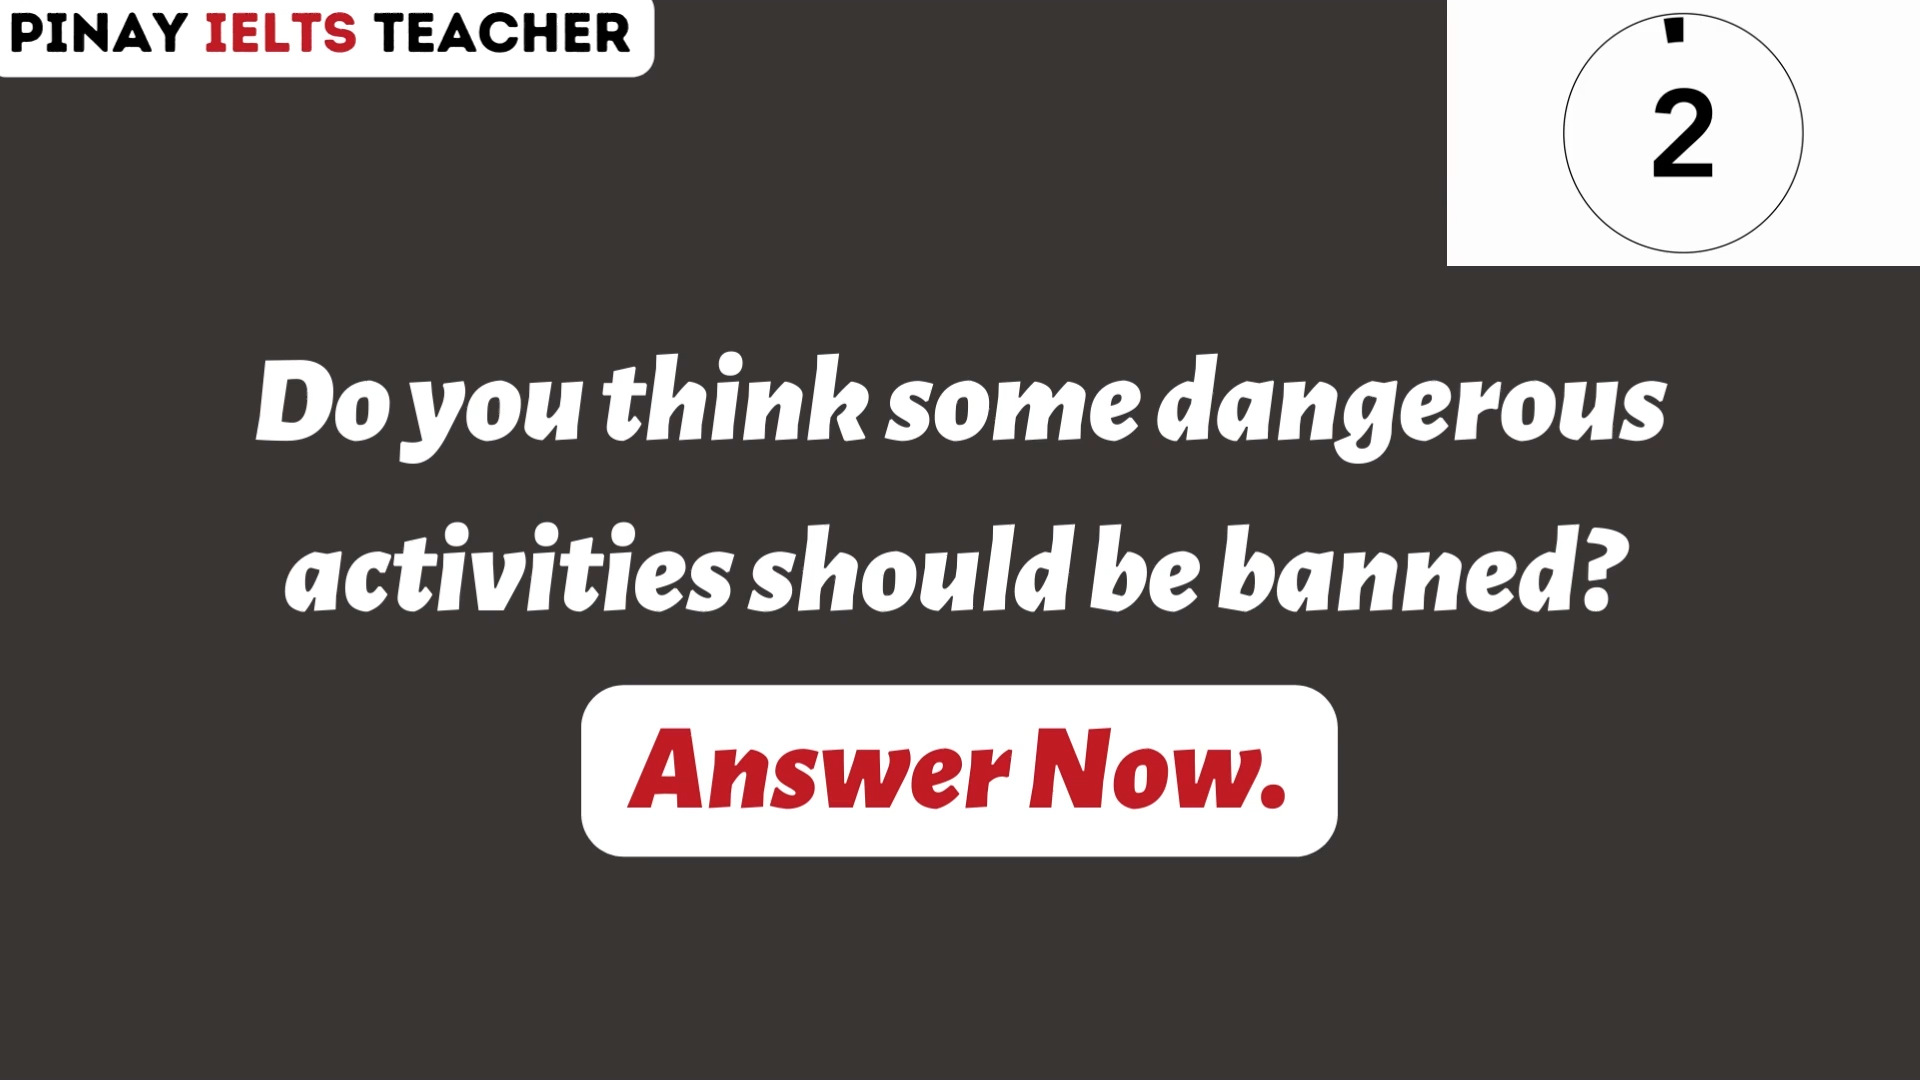 PINAY IELTS TEACHER
2
Do you think some dangerous
activities should be banned?
Answer Now.